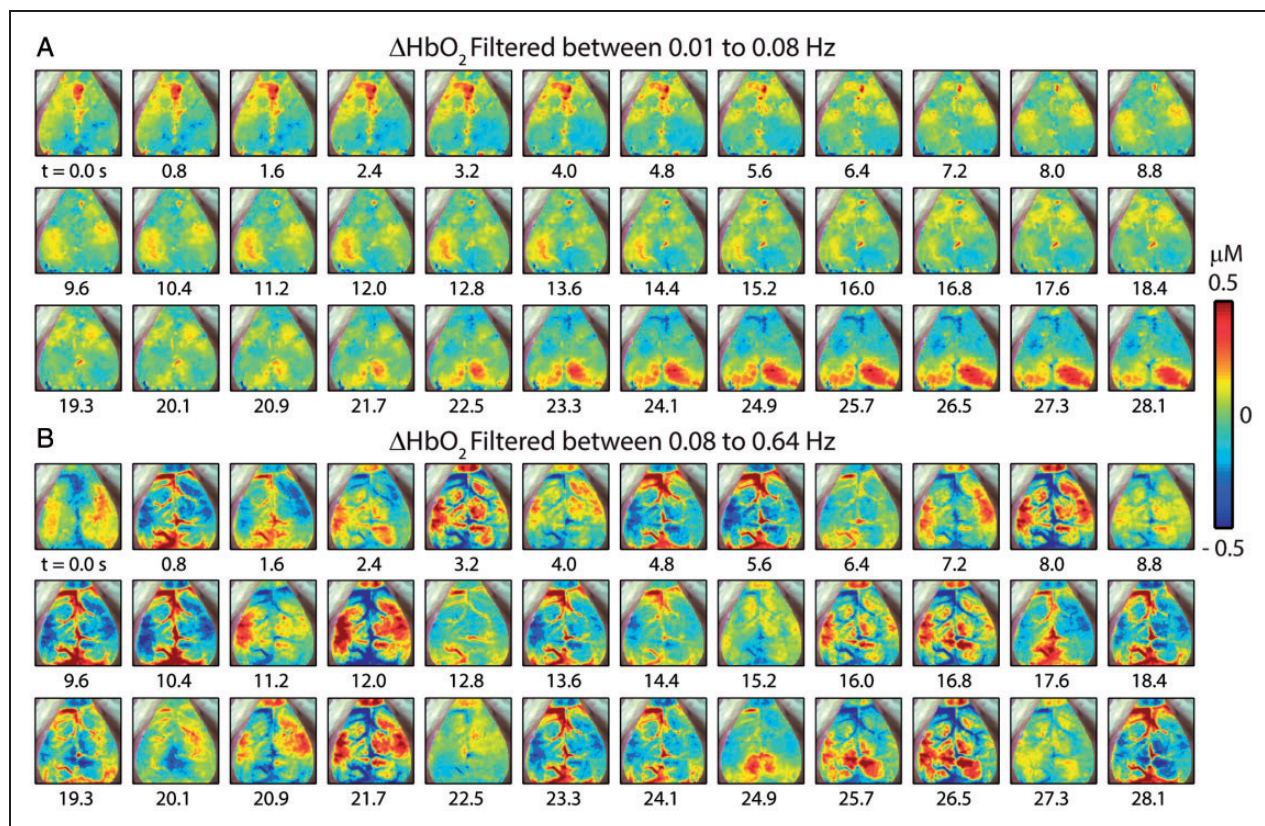 A
ΔHbO₂ Filtered between 0.01 to 0.08 Hz
t = 0.0 s 0.8 1.6 2.4 3.2 4.0 4.8 5.6 6.4 7.2 8.0 8.8
9.6 10.4 11.2 12.0 12.8 13.6 14.4 15.2 16.0 16.8 17.6 18.4
19.3 20.1 20.9 21.7 22.5 23.3 24.1 24.9 25.7 26.5 27.3 28.1
μM
0.5
0
- 0.5
B
ΔHbO₂ Filtered between 0.08 to 0.64 Hz
t = 0.0 s 0.8 1.6 2.4 3.2 4.0 4.8 5.6 6.4 7.2 8.0 8.8
9.6 10.4 11.2 12.0 12.8 13.6 14.4 15.2 16.0 16.8 17.6 18.4
19.3 20.1 20.9 21.7 22.5 23.3 24.1 24.9 25.7 26.5 27.3 28.1